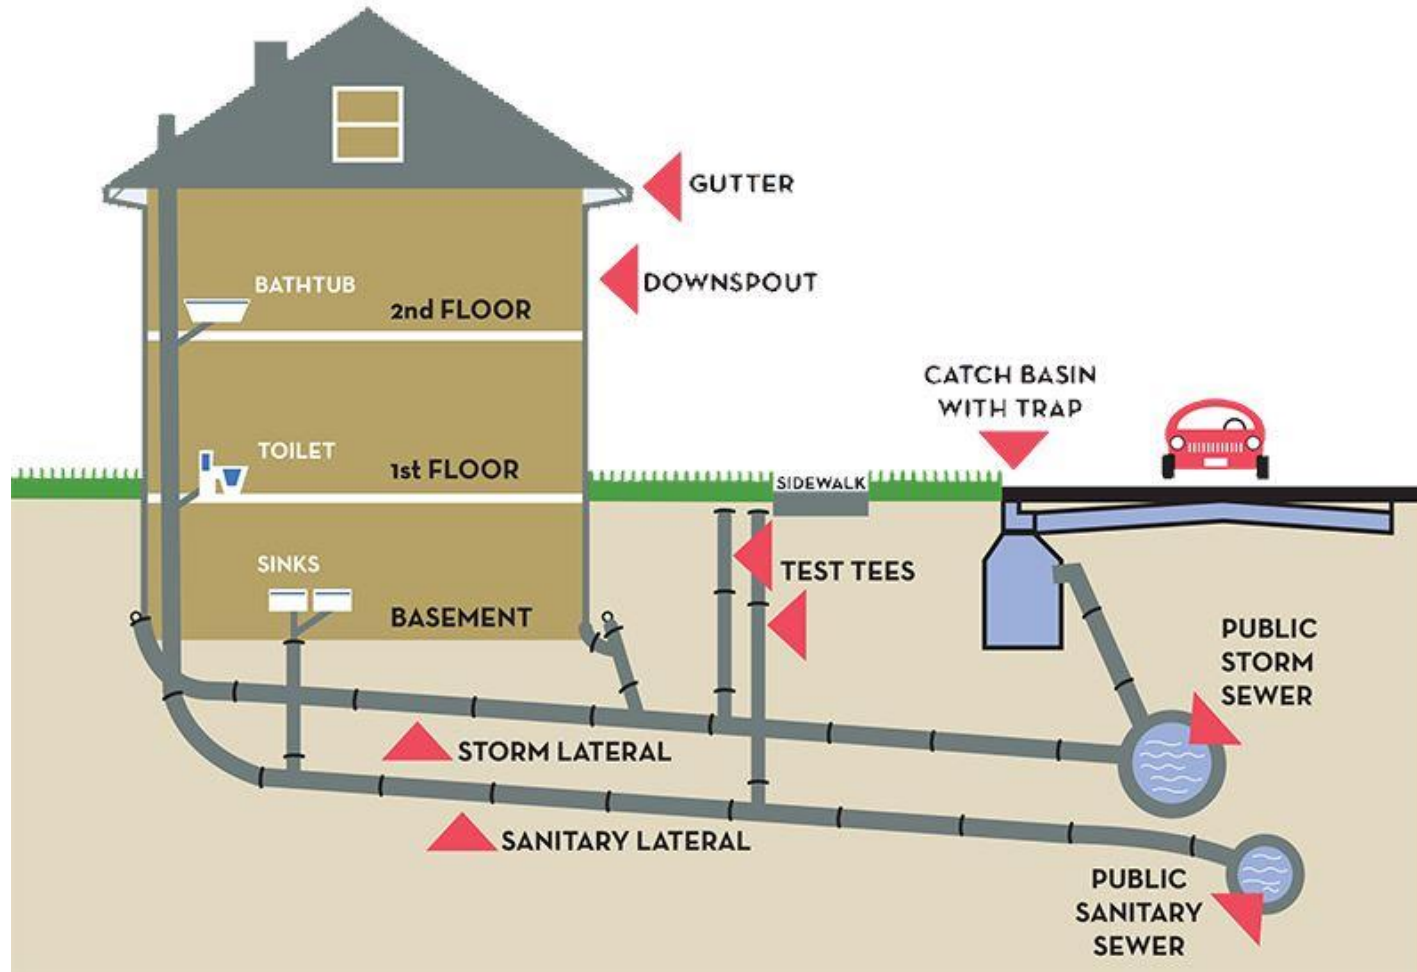 GUTTER
DOWNSPOUT
BATHTUB
2nd FLOOR
CATCH BASIN
WITH TRAP
TOILET
1st FLOOR
SIDEWALK
SINKS
TEST TEES
BASEMENT
PUBLIC
STORM
SEWER
STORM LATERAL
SANITARY LATERAL
PUBLIC
SANITARY
SEWER